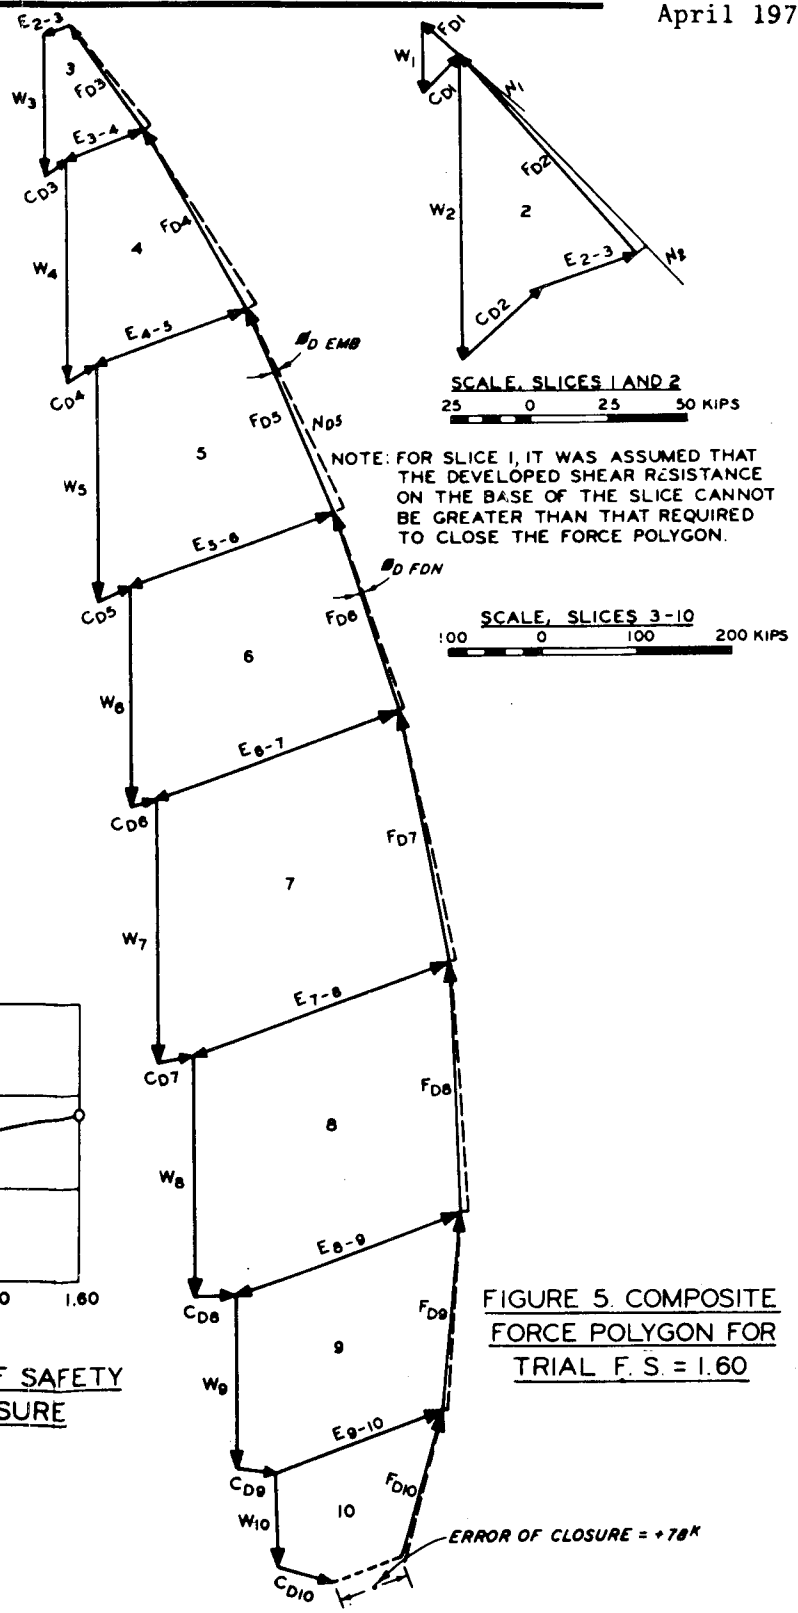 April 197
E2-3
3
FD3
W3
E3-4
CD3
FD4
4
W4
E4-5
CD4
ØD EMB
FD5
ND5
5
W5
E5-6
CD5
ØD FDN
FD6
6
W6
E6-7
CD6
FD7
7
W7
E7-8
CD7
FD8
8
W8
E8-9
CD8
FD9
9
W9
E9-10
CD9
FD10
W10
10
CD10
ERROR OF CLOSURE = +78K
FD1
W1
CD1
N1
FD2
W2
2
E2-3
N2
CD2
SCALE, SLICES 1 AND 2
25 0 25 50 KIPS
NOTE: FOR SLICE 1, IT WAS ASSUMED THAT
THE DEVELOPED SHEAR RESISTANCE
ON THE BASE OF THE SLICE CANNOT
BE GREATER THAN THAT REQUIRED
TO CLOSE THE FORCE POLYGON.
SCALE, SLICES 3-10
100 0 100 200 KIPS
0 1.60
F SAFETY
SURE
FIGURE 5. COMPOSITE
FORCE POLYGON FOR
TRIAL F. S. = 1.60